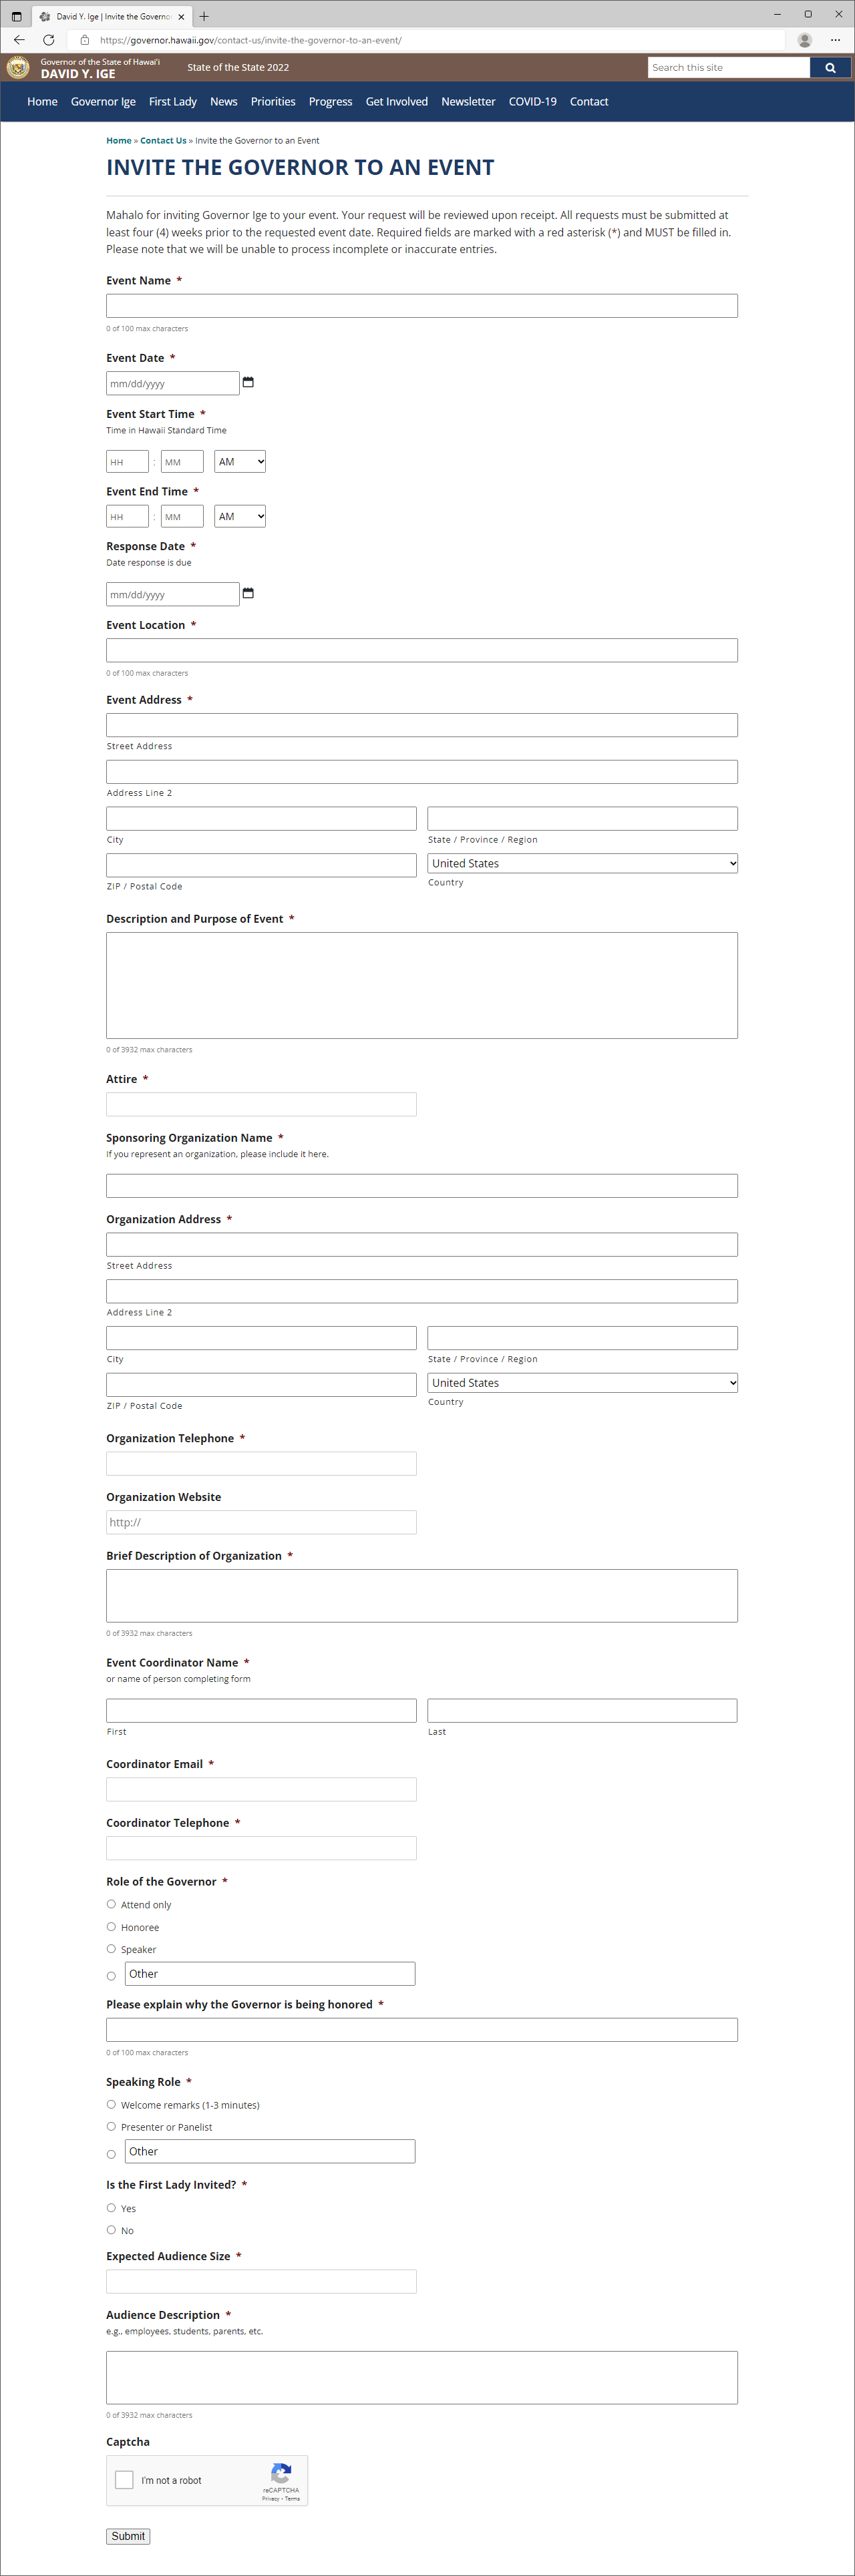 David Y. Ige | Invite the Governor
https://governor.hawaii.gov/contact-us/invite-the-governor-to-an-event/
Governor of the State of Hawai'i
DAVID Y. IGE
State of the State 2022
Search this site
Home Governor Ige First Lady News Priorities Progress Get Involved Newsletter COVID-19 Contact
Home » Contact Us » Invite the Governor to an Event
INVITE THE GOVERNOR TO AN EVENT
Mahalo for inviting Governor Ige to your event. Your request will be reviewed upon receipt. All requests must be submitted at
least four (4) weeks prior to the requested event date. Required fields are marked with a red asterisk (*) and MUST be filled in.
Please note that we will be unable to process incomplete or inaccurate entries.
Event Name *
0 of 100 max characters
Event Date *
mm/dd/yyyy
Event Start Time *
Time in Hawaii Standard Time
HH : MM AM
Event End Time *
HH : MM AM
Response Date *
Date response is due
mm/dd/yyyy
Event Location *
0 of 100 max characters
Event Address *
Street Address
Address Line 2
City State / Province / Region
United States
ZIP / Postal Code Country
Description and Purpose of Event *
0 of 3932 max characters
Attire *
Sponsoring Organization Name *
If you represent an organization, please include it here.
Organization Address *
Street Address
Address Line 2
City State / Province / Region
United States
ZIP / Postal Code Country
Organization Telephone *
Organization Website
http://
Brief Description of Organization *
0 of 3932 max characters
Event Coordinator Name *
or name of person completing form
First Last
Coordinator Email *
Coordinator Telephone *
Role of the Governor *
Attend only
Honoree
Speaker
Other
Please explain why the Governor is being honored *
0 of 100 max characters
Speaking Role *
Welcome remarks (1-3 minutes)
Presenter or Panelist
Other
Is the First Lady Invited? *
Yes
No
Expected Audience Size *
Audience Description *
e.g., employees, students, parents, etc.
0 of 3932 max characters
Captcha
I'm not a robot
reCAPTCHA
Privacy - Terms
Submit